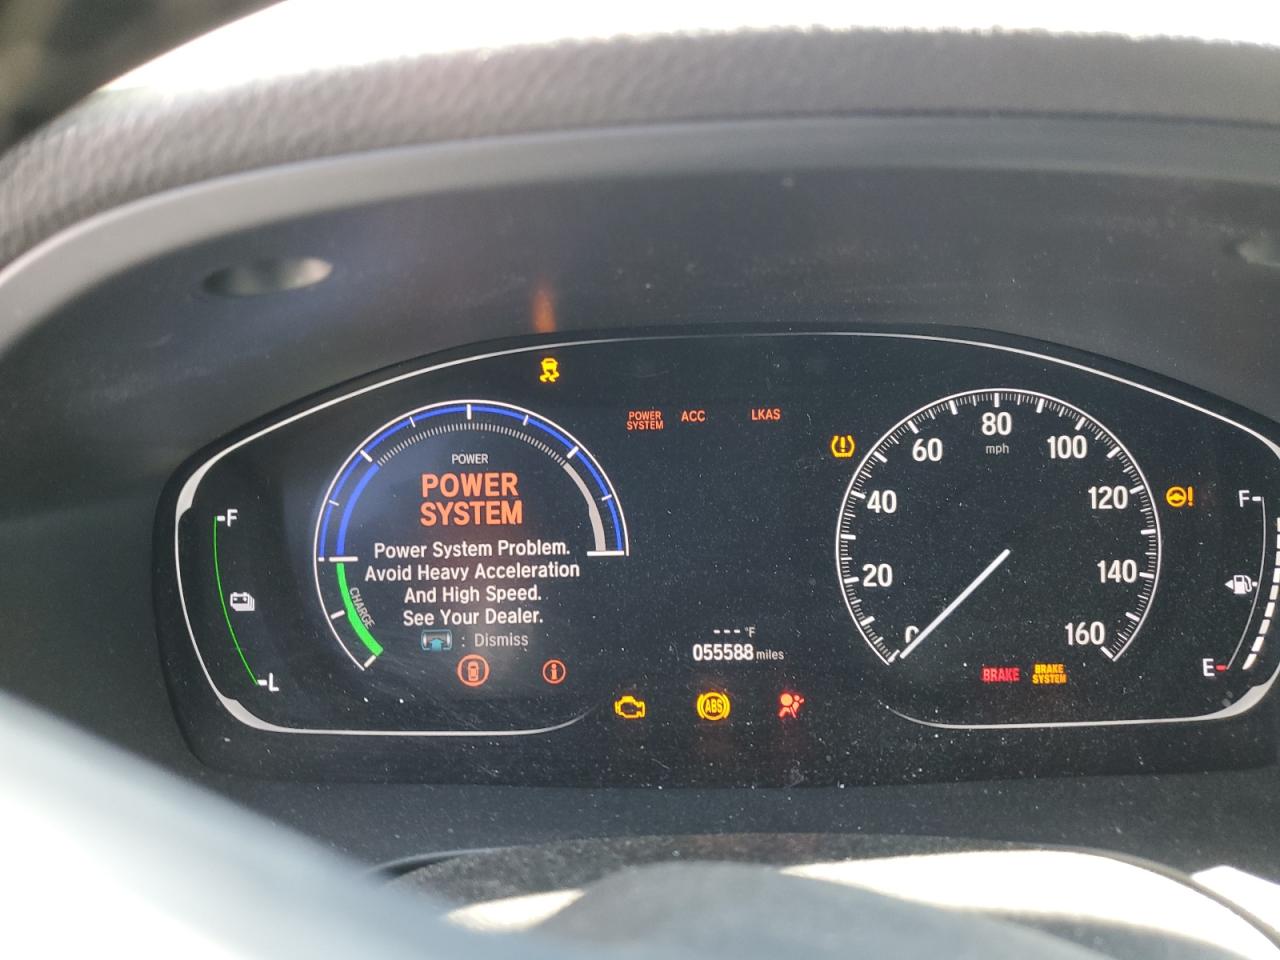 POWER
SYSTEM
ACC
LKAS
POWER
POWER
SYSTEM
Power System Problem.
Avoid Heavy Acceleration
And High Speed.
See Your Dealer.
: Dismiss
CHARGE
F
L
---°F
055588 miles
ABS
0
20
40
60
80
100
120
140
160
mph
BRAKE
BRAKE
SYSTEM
F
E